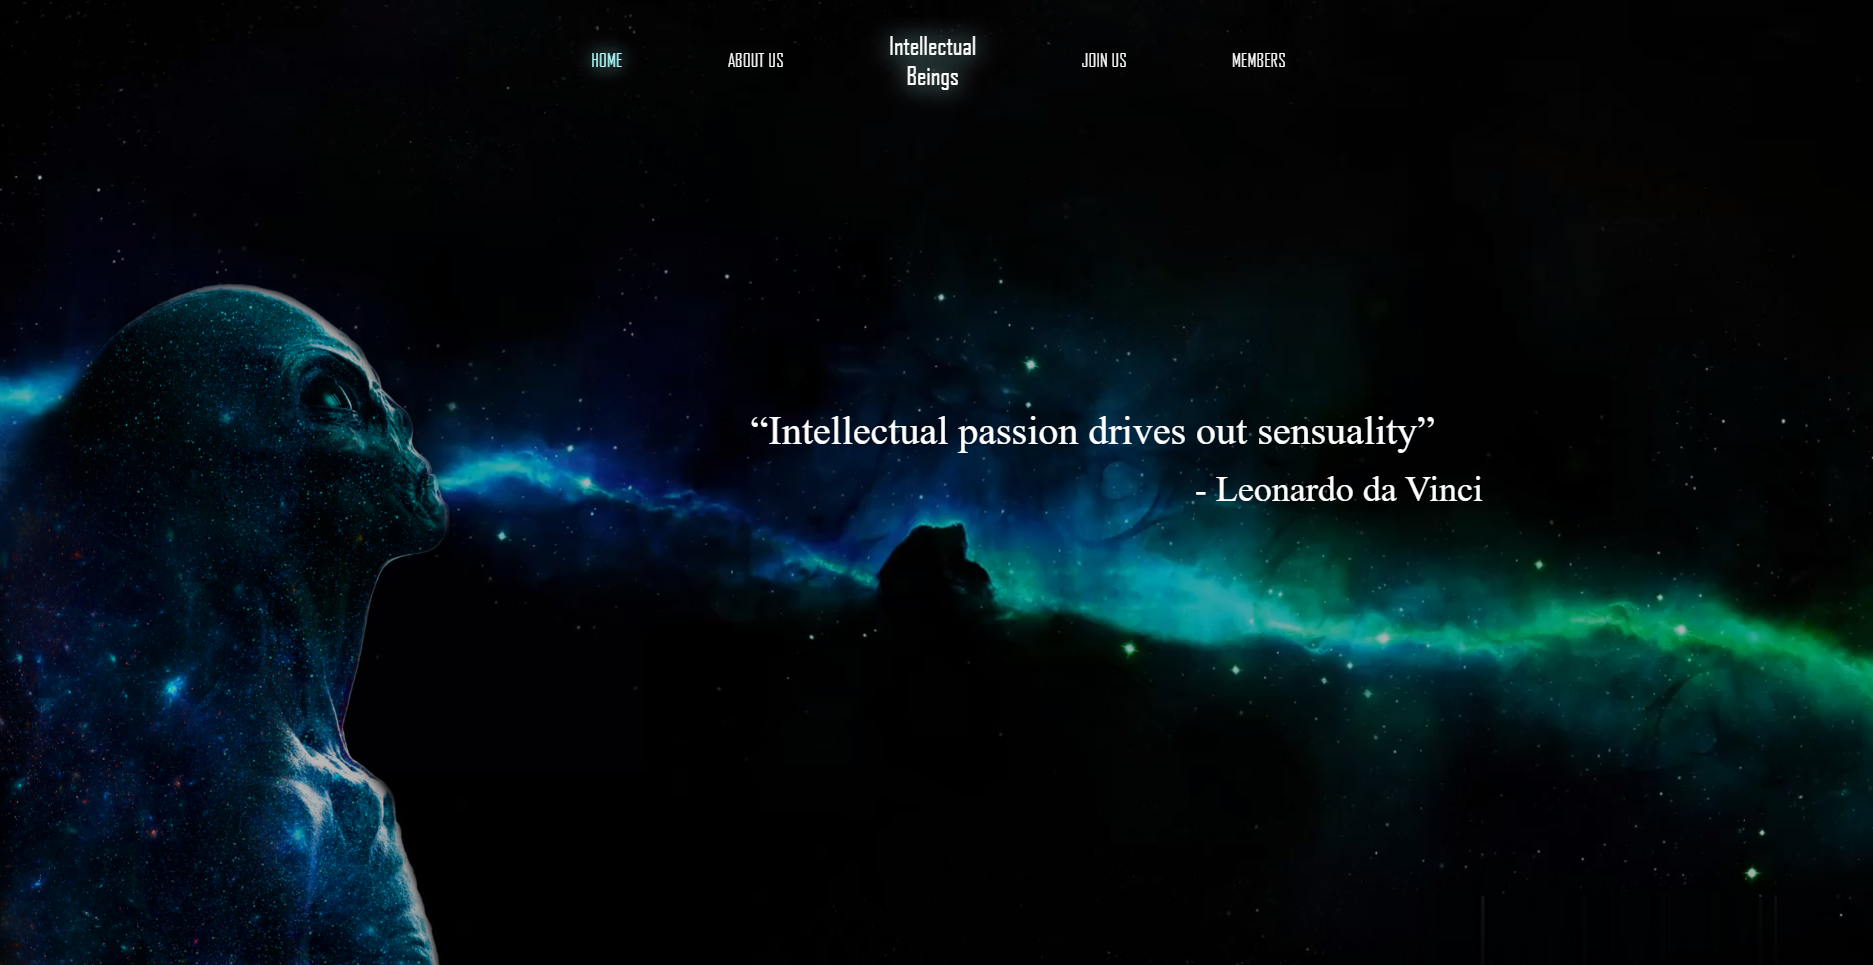 HOME
ABOUT US
Intellectual
Beings
JOIN US
MEMBERS
“Intellectual passion drives out sensuality”
- Leonardo da Vinci